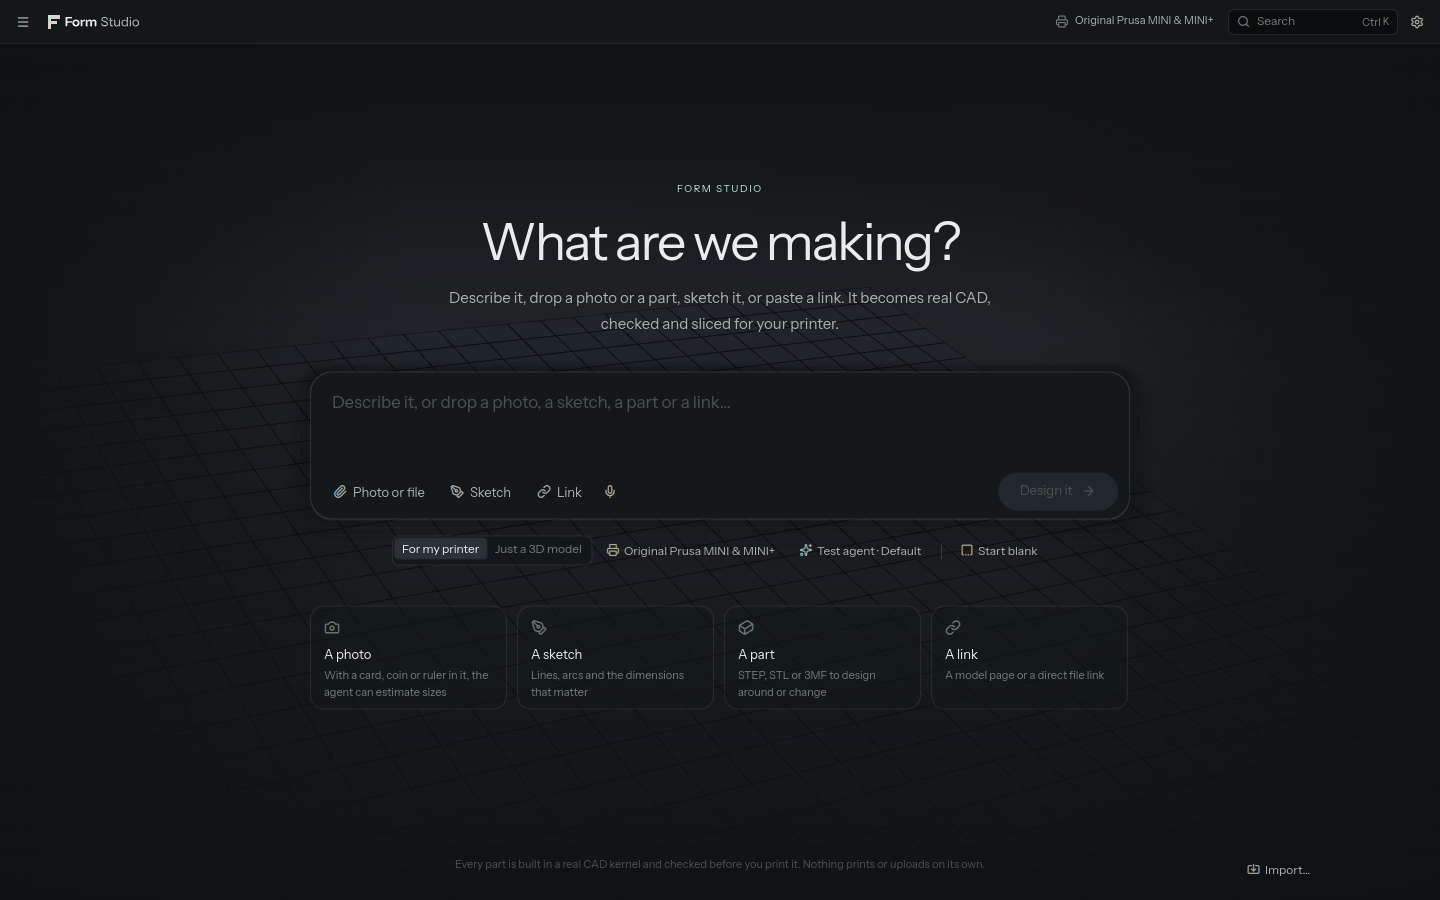 Form Studio
Original Prusa MINI & MINI+
Search
Ctrl K
FORM STUDIO
What are we making?
Describe it, drop a photo or a part, sketch it, or paste a link. It becomes real CAD,
checked and sliced for your printer.
Describe it, or drop a photo, a sketch, a part or a link...
Photo or file
Sketch
Link
Design it
For my printer
Just a 3D model
Original Prusa MINI & MINI+
Test agent · Default
Start blank
A photo
With a card, coin or ruler in it, the
agent can estimate sizes
A sketch
Lines, arcs and the dimensions
that matter
A part
STEP, STL or 3MF to design
around or change
A link
A model page or a direct file link
Every part is built in a real CAD kernel and checked before you print it. Nothing prints or uploads on its own.
Import...